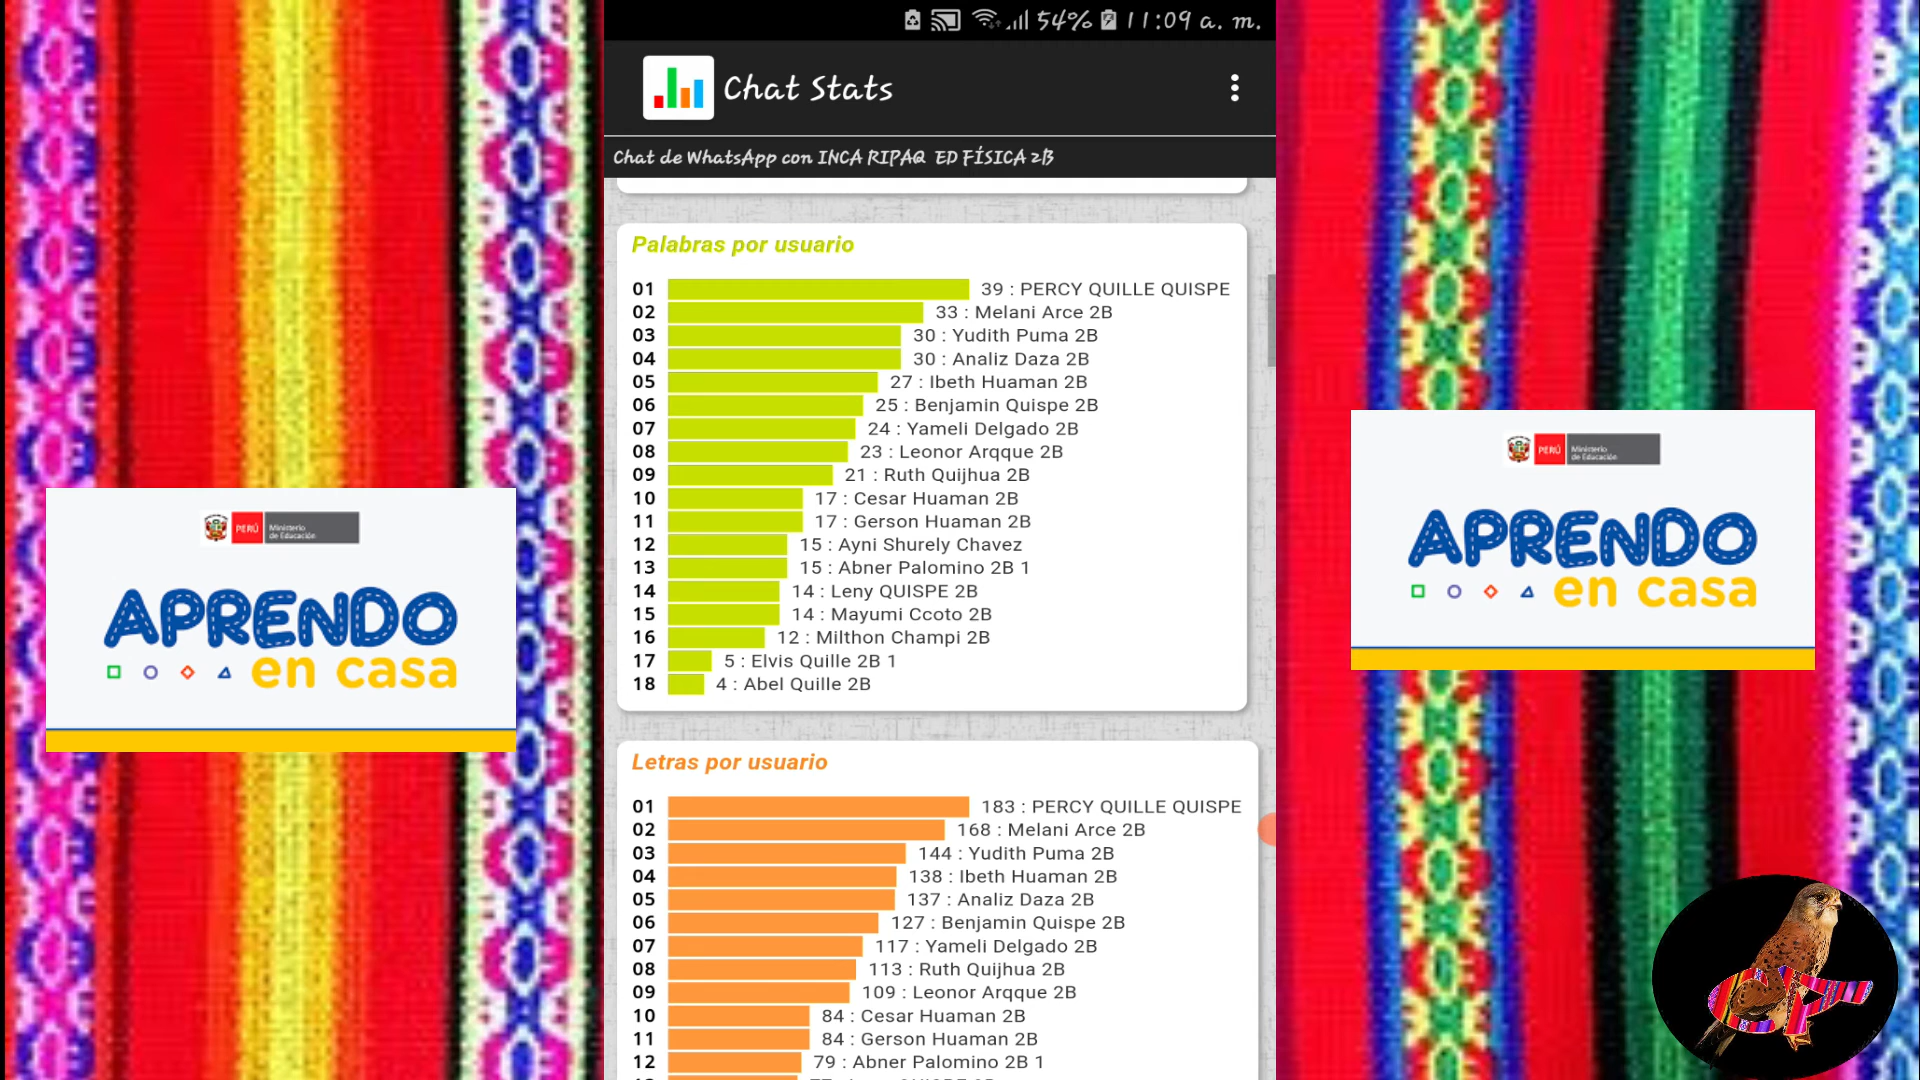 54% 11:09 a. m.
Chat Stats
Chat de WhatsApp con INCA RIPAQ ED FÍSICA 2B
Palabras por usuario
01 39 : PERCY QUILLE QUISPE
02 33 : Melani Arce 2B
03 30 : Yudith Puma 2B
04 30 : Analiz Daza 2B
05 27 : Ibeth Huaman 2B
06 25 : Benjamin Quispe 2B
07 24 : Yameli Delgado 2B
08 23 : Leonor Arqque 2B
09 21 : Ruth Quijhua 2B
10 17 : Cesar Huaman 2B
11 17 : Gerson Huaman 2B
12 15 : Ayni Shurely Chavez
13 15 : Abner Palomino 2B 1
14 14 : Leny QUISPE 2B
15 14 : Mayumi Ccoto 2B
16 12 : Milthon Champi 2B
17 5 : Elvis Quille 2B 1
18 4 : Abel Quille 2B
Letras por usuario
01 183 : PERCY QUILLE QUISPE
02 168 : Melani Arce 2B
03 144 : Yudith Puma 2B
04 138 : Ibeth Huaman 2B
05 137 : Analiz Daza 2B
06 127 : Benjamin Quispe 2B
07 117 : Yameli Delgado 2B
08 113 : Ruth Quijhua 2B
09 109 : Leonor Arqque 2B
10 84 : Cesar Huaman 2B
11 84 : Gerson Huaman 2B
12 79 : Abner Palomino 2B 1
PERÚ Ministerio
de Educación
APRENDO
en casa
PERÚ Ministerio
de Educación
APRENDO
en casa